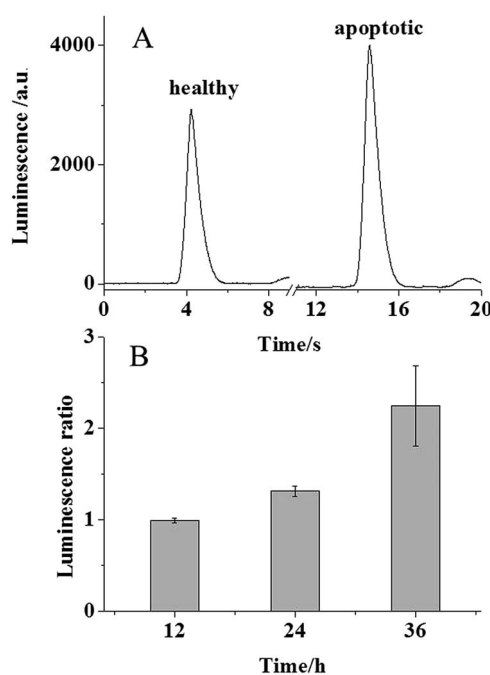 A
apoptotic
healthy
Luminescence /a.u.
4000
2000
0
0 4 8 12 16 20
Time/s
B
Luminescence ratio
3
2
1
0
12 24 36
Time/h